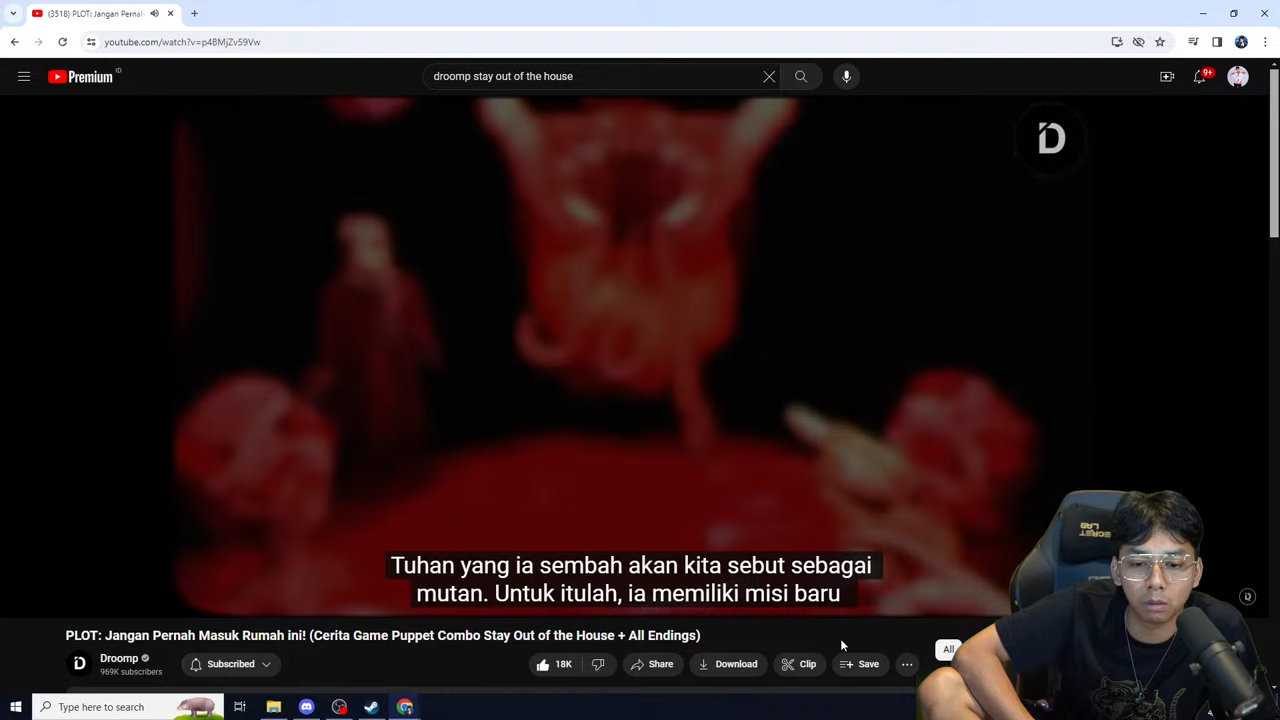 (3518) PLOT: Jangan Pernah
youtube.com/watch?v=p4BMjZv59Vw
Premium ID
droomp stay out of the house
9+
D
Tuhan yang ia sembah akan kita sebut sebagai
mutan. Untuk itulah, ia memiliki misi baru
PLOT: Jangan Pernah Masuk Rumah ini! (Cerita Game Puppet Combo Stay Out of the House + All Endings)
Droomp
969K subscribers
Subscribed
18K
Share
Download
Clip
Save
All
SECRET
LAB
Type here to search